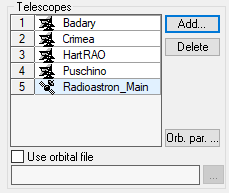 Telescopes
1 Badary
2 Crimea
3 HartRAO
4 Puschino
5 Radioastron_Main
Add...
Delete
Orb. par. ...
Use orbital file
...